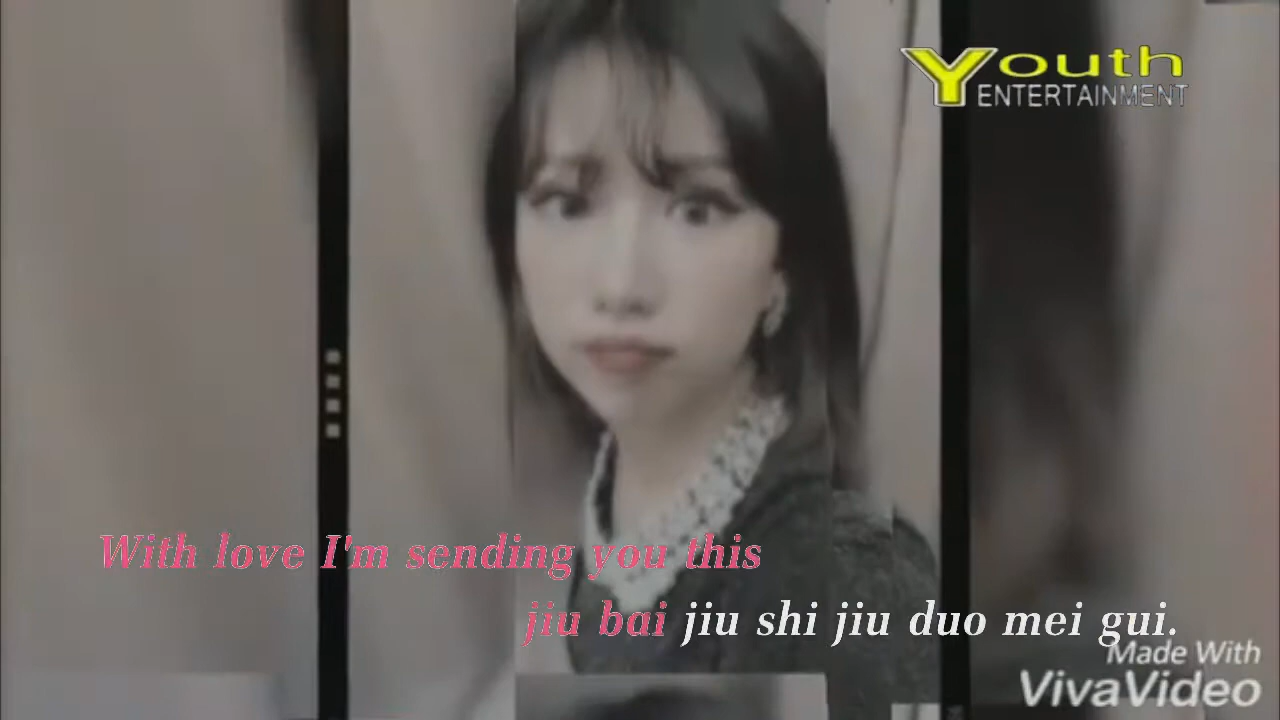 Youth
ENTERTAINMENT
With love I'm sending you this
jiu bai jiu shi jiu duo mei gui.
Made With
VivaVideo